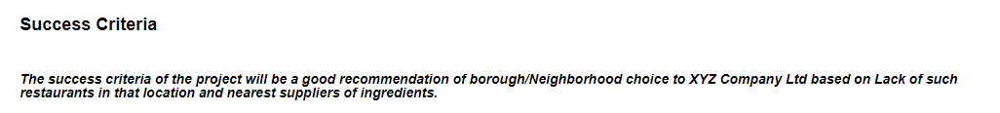 Success Criteria
The success criteria of the project will be a good recommendation of borough/Neighborhood choice to XYZ Company Ltd based on Lack of such
restaurants in that location and nearest suppliers of ingredients.